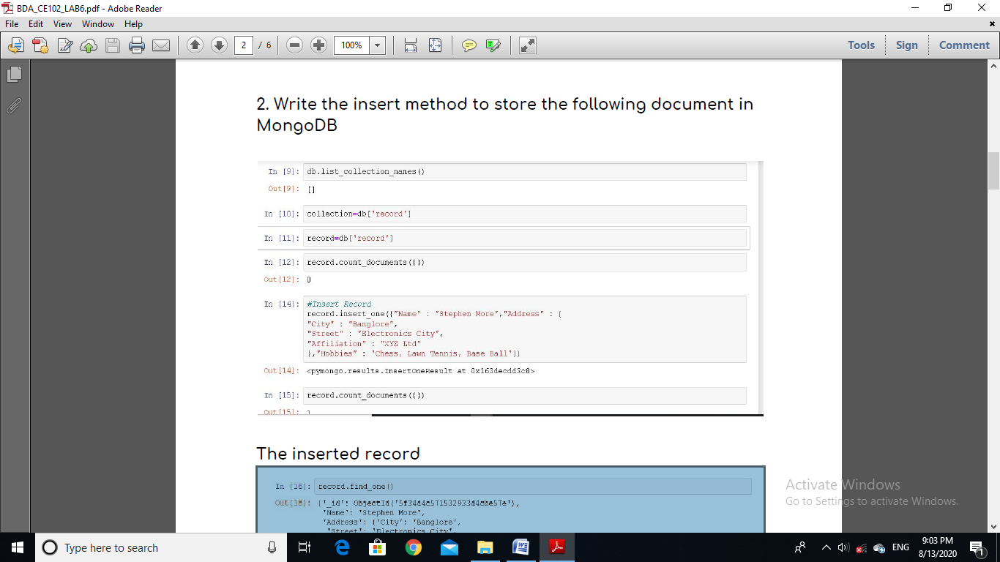 BDA_CE102_LAB6.pdf - Adobe Reader
File Edit View Window Help
2 / 6 100% Tools Sign Comment
2. Write the insert method to store the following document in
MongoDB
In [9]: db.list_collection_names()
Out[9]: []
In [10]: collection=db['record']
In [11]: record=db['record']
In [12]: record.count_documents({})
Out[12]: 0
In [14]: #Insert Record
record.insert_one({"Name" : "Stephen More","Address" : {
"City" : "Banglore",
"Street" : "Electronics City",
"Affiliation" : "XYZ Ltd"
},"Hobbies" : 'Chess, Lawn Tennis, Base Ball'})
Out[14]: <pymongo.results.InsertOneResult at 0x163decdd3c8>
In [15]: record.count_documents({})
Out[15]: 1
The inserted record
In [16]: record.find_one()
Out[16]: {'_id': ObjectId('5f34d4c571532933d4cbe57e'),
'Name': 'Stephen More',
'Address': {'City': 'Banglore',
'Street': 'Electronics City',
Activate Windows
Go to Settings to activate Windows.
Type here to search
ENG
9:03 PM
8/13/2020
1